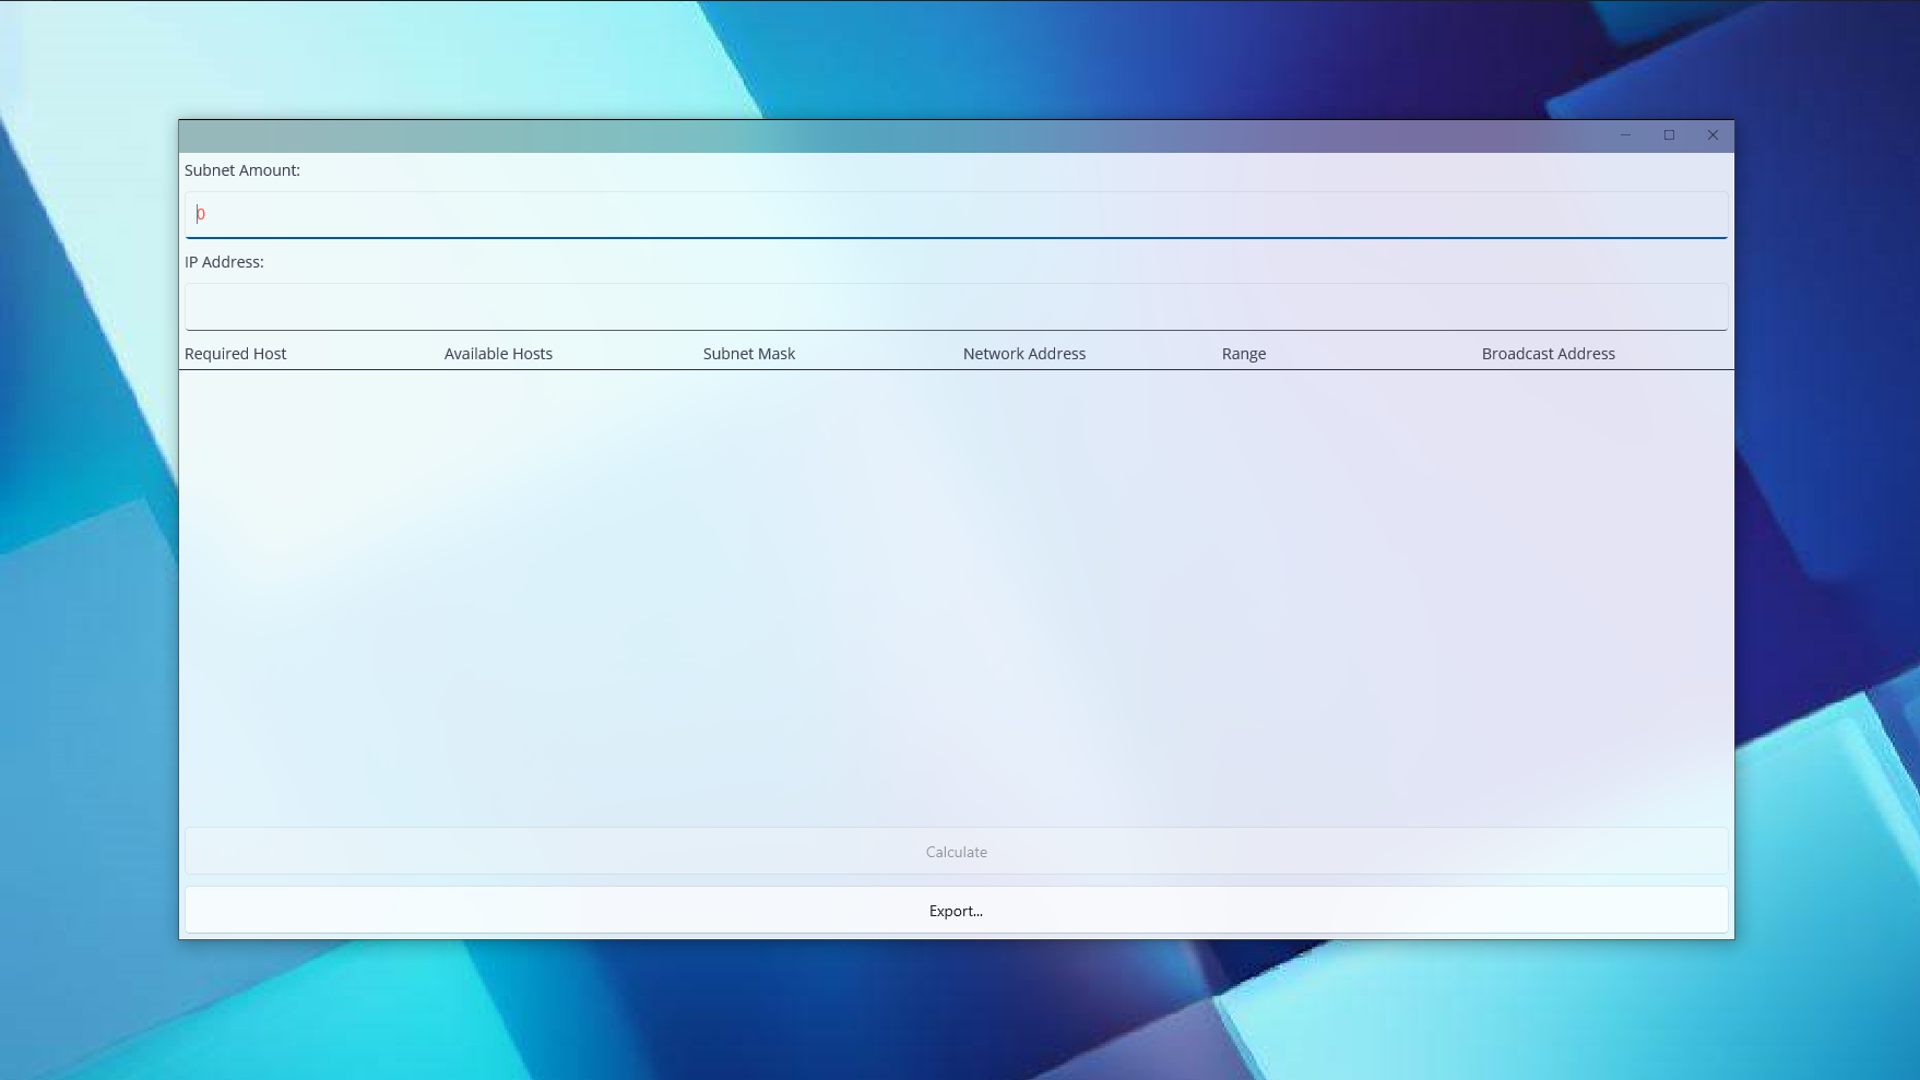 Subnet Amount:
0
IP Address:
Required Host Available Hosts Subnet Mask Network Address Range Broadcast Address
Calculate
Export...